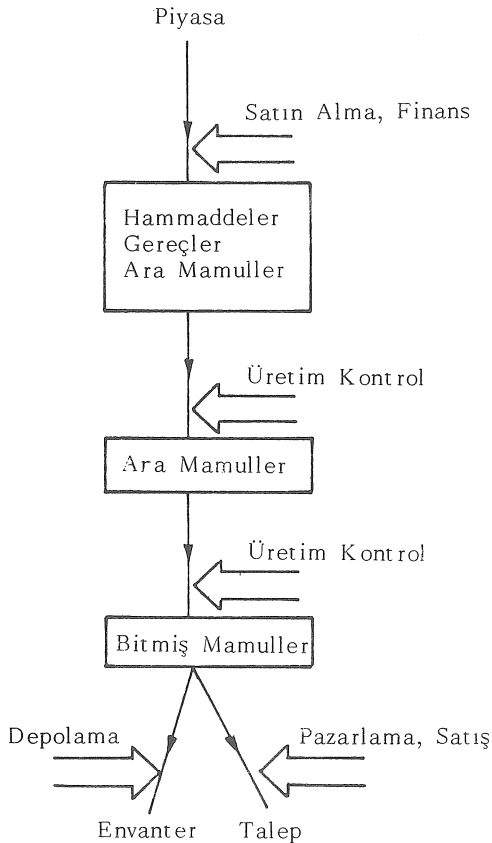 Piyasa
Satın Alma, Finans
Hammaddeler
Gereçler
Ara Mamuller
Üretim Kontrol
Ara Mamuller
Üretim Kontrol
Bitmiş Mamuller
Depolama
Pazarlama, Satış
Envanter
Talep